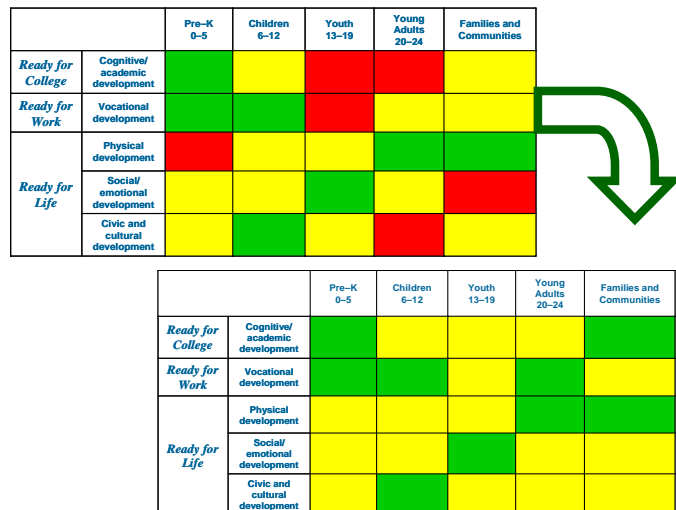 Pre–K
0–5
Children
6–12
Youth
13–19
Young
Adults
20–24
Families and
Communities
Ready for
College
Cognitive/
academic
development
Ready for
Work
Vocational
development
Ready for
Life
Physical
development
Social/
emotional
development
Civic and
cultural
development
Pre–K
0–5
Children
6–12
Youth
13–19
Young
Adults
20–24
Families and
Communities
Ready for
College
Cognitive/
academic
development
Ready for
Work
Vocational
development
Ready for
Life
Physical
development
Social/
emotional
development
Civic and
cultural
development